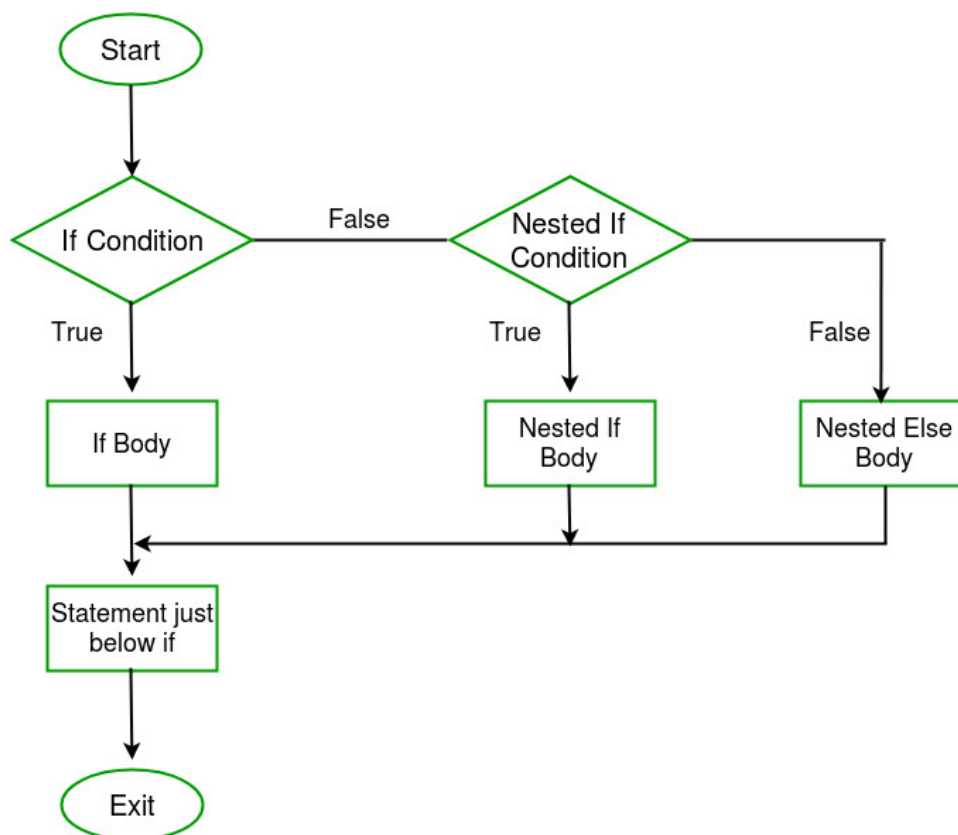 Start
If Condition
False
Nested If
Condition
True
True
False
If Body
Nested If
Body
Nested Else
Body
Statement just
below if
Exit